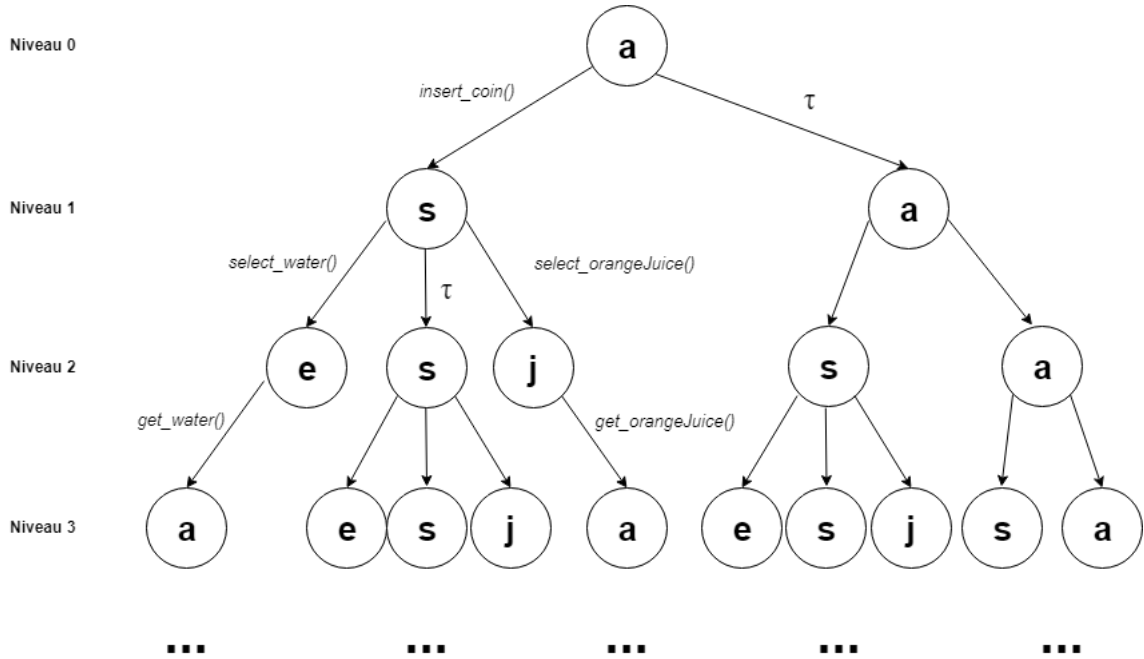 Niveau 0
a
insert_coin()
τ
Niveau 1
s
a
select_water()
τ
select_orangeJuice()
Niveau 2
e
s
j
s
a
get_water()
get_orangeJuice()
Niveau 3
a
e
s
j
a
e
s
j
s
a
... ... ... ... ...